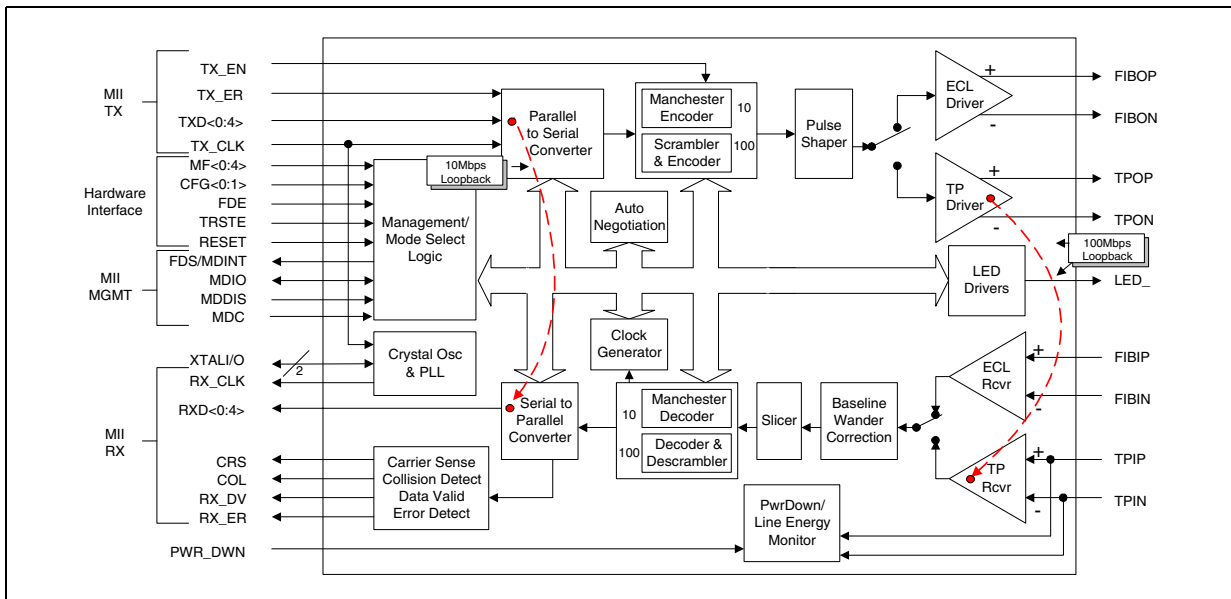 MII
TX
TX_EN
TX_ER
TXD<0:4>
TX_CLK
Hardware
Interface
MF<0:4>
CFG<0:1>
FDE
TRSTE
RESET
MII
MGMT
FDS/MDINT
MDIO
MDDIS
MDC
MII
RX
XTALI/O
2
RX_CLK
RXD<0:4>
CRS
COL
RX_DV
RX_ER
PWR_DWN
Parallel
to Serial
Converter
10Mbps
Loopback
Management/
Mode Select
Logic
Crystal Osc
& PLL
Serial to
Parallel
Converter
Carrier Sense
Collision Detect
Data Valid
Error Detect
Manchester
Encoder
10
Scrambler
& Encoder
100
Auto
Negotiation
Clock
Generator
10
Manchester
Decoder
100
Decoder &
Descrambler
Pulse
Shaper
Slicer
Baseline
Wander
Correction
PwrDown/
Line Energy
Monitor
ECL
Driver
+
-
TP
Driver
+
-
100Mbps
Loopback
LED
Drivers
ECL
Rcvr
+
-
TP
Rcvr
+
-
FIBOP
FIBON
TPOP
TPON
LED_
FIBIP
FIBIN
TPIP
TPIN